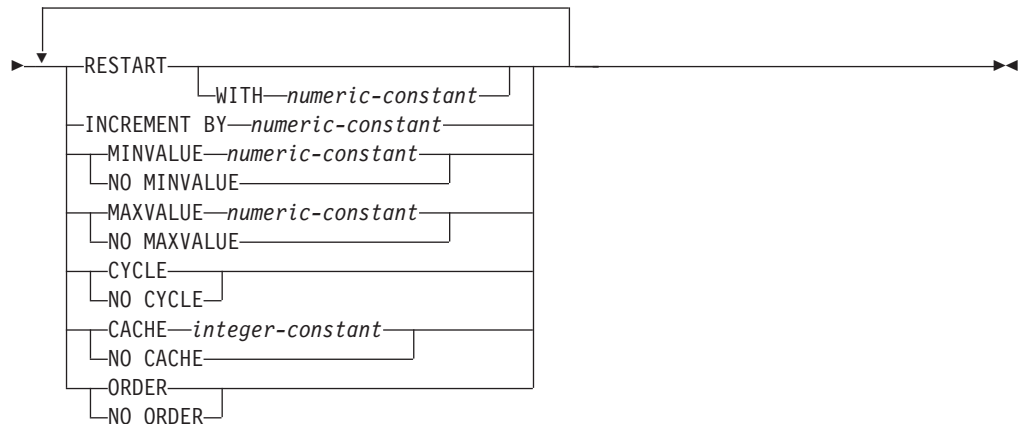 RESTART
WITH numeric-constant
INCREMENT BY numeric-constant
MINVALUE numeric-constant
NO MINVALUE
MAXVALUE numeric-constant
NO MAXVALUE
CYCLE
NO CYCLE
CACHE integer-constant
NO CACHE
ORDER
NO ORDER